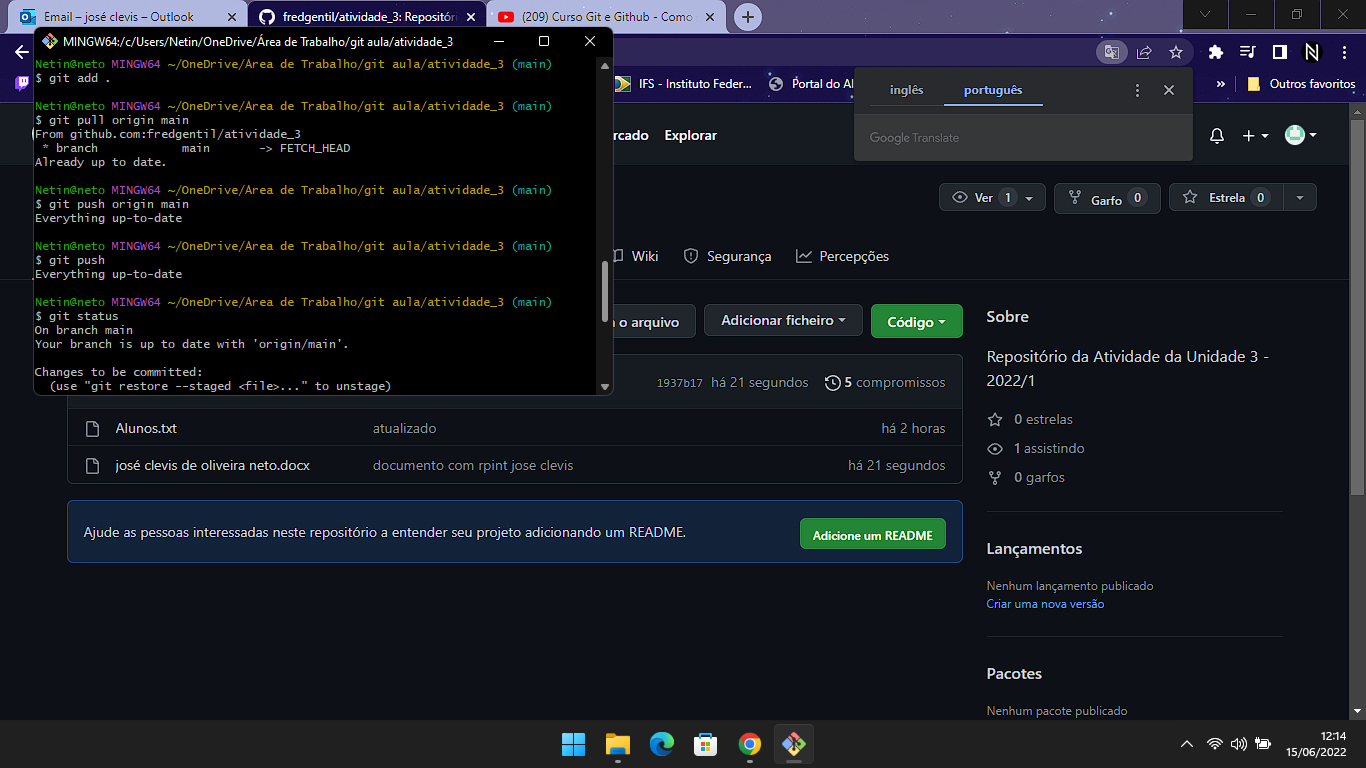 Email – josé clevis – Outlook
fredgentil/atividade_3: Repositóri
(209) Curso Git e Github - Como
MINGW64:/c/Users/Netin/OneDrive/Área de Trabalho/git aula/atividade_3
Netin@neto MINGW64 ~/OneDrive/Área de Trabalho/git aula/atividade_3 (main)
$ git add .
Netin@neto MINGW64 ~/OneDrive/Área de Trabalho/git aula/atividade_3 (main)
$ git pull origin main
From github.com:fredgentil/atividade_3
* branch main -> FETCH_HEAD
Already up to date.
Netin@neto MINGW64 ~/OneDrive/Área de Trabalho/git aula/atividade_3 (main)
$ git push origin main
Everything up-to-date
Netin@neto MINGW64 ~/OneDrive/Área de Trabalho/git aula/atividade_3 (main)
$ git push
Everything up-to-date
Netin@neto MINGW64 ~/OneDrive/Área de Trabalho/git aula/atividade_3 (main)
$ git status
On branch main
Your branch is up to date with 'origin/main'.
Changes to be committed:
(use "git restore --staged <file>..." to unstage)
IFS - Instituto Feder...
Portal do Al
»
Outros favoritos
inglês português
Google Translate
rcado Explorar
Ver 1
Garfo 0
Estrela 0
Wiki Segurança Percepções
o arquivo
Adicionar ficheiro
Código
1937b17 há 21 segundos 5 compromissos
Alunos.txt atualizado há 2 horas
josé clevis de oliveira neto.docx documento com rpint jose clevis há 21 segundos
Ajude as pessoas interessadas neste repositório a entender seu projeto adicionando um README.
Adicione um README
Sobre
Repositório da Atividade da Unidade 3 -
2022/1
0 estrelas
1 assistindo
0 garfos
Lançamentos
Nenhum lançamento publicado
Criar uma nova versão
Pacotes
Nenhum pacote publicado
12:14
15/06/2022